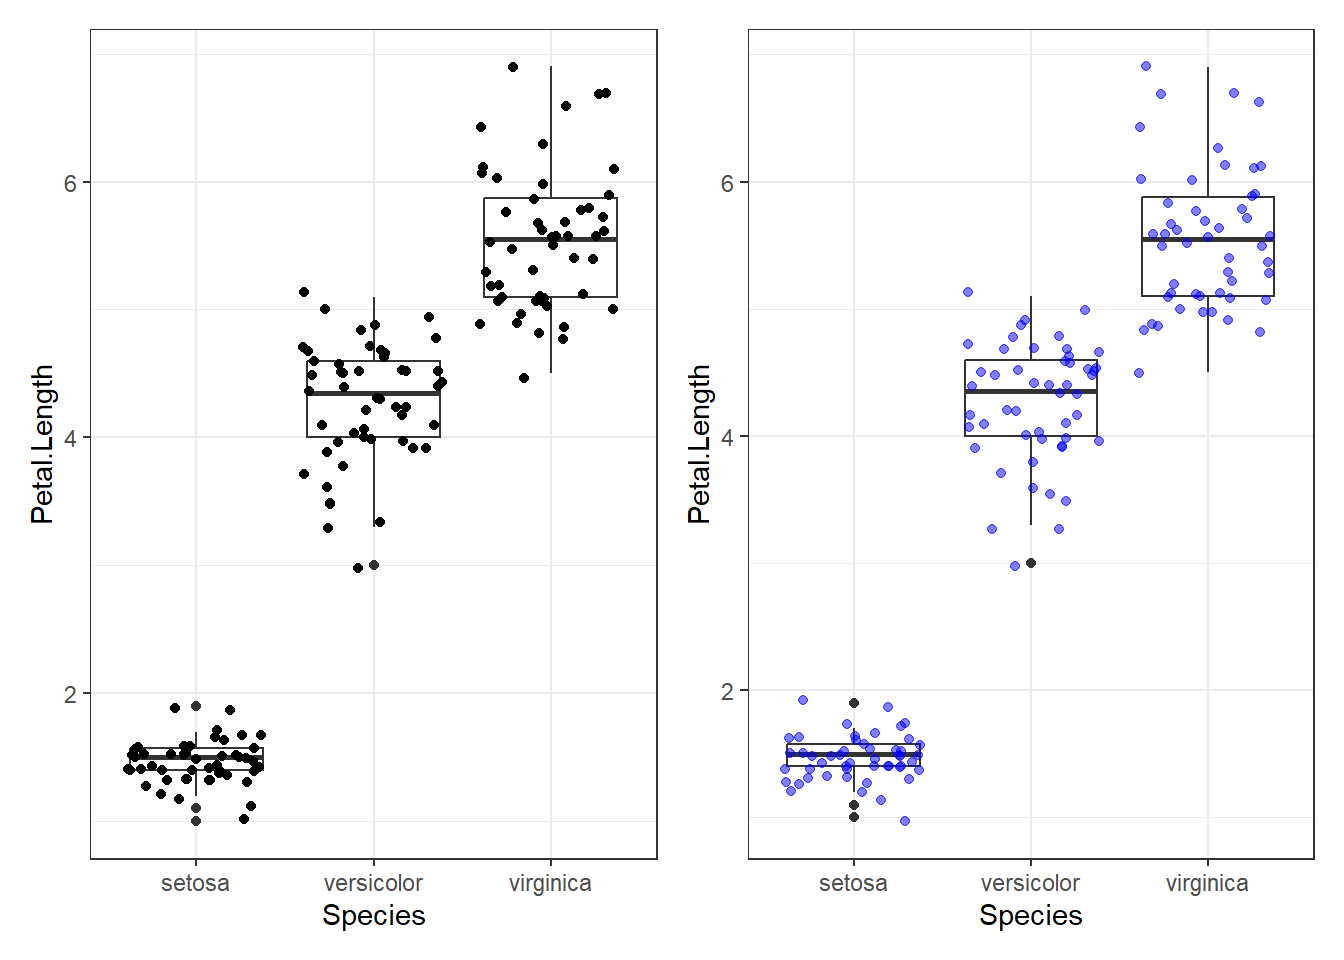 Petal.Length
6
4
2
setosa versicolor virginica
Species
Petal.Length
6
4
2
setosa versicolor virginica
Species